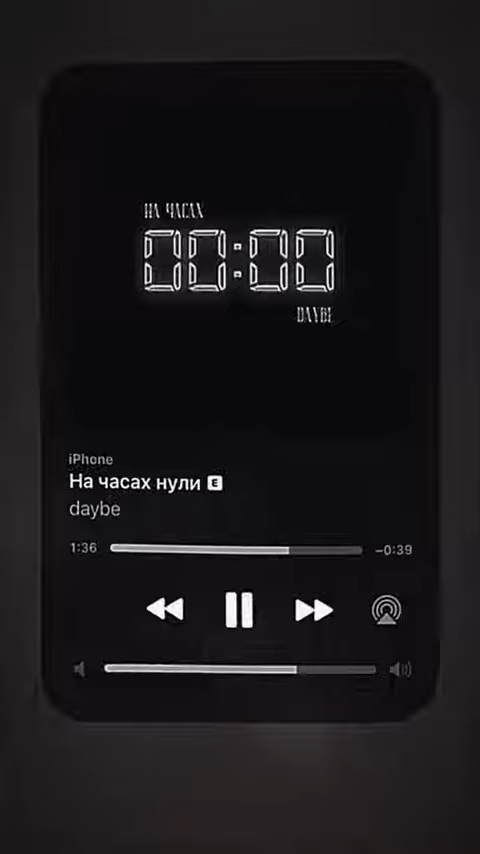 НА ЧАСАХ
00:00
DAYBE
iPhone
На часах нули E
daybe
1:36 -0:39